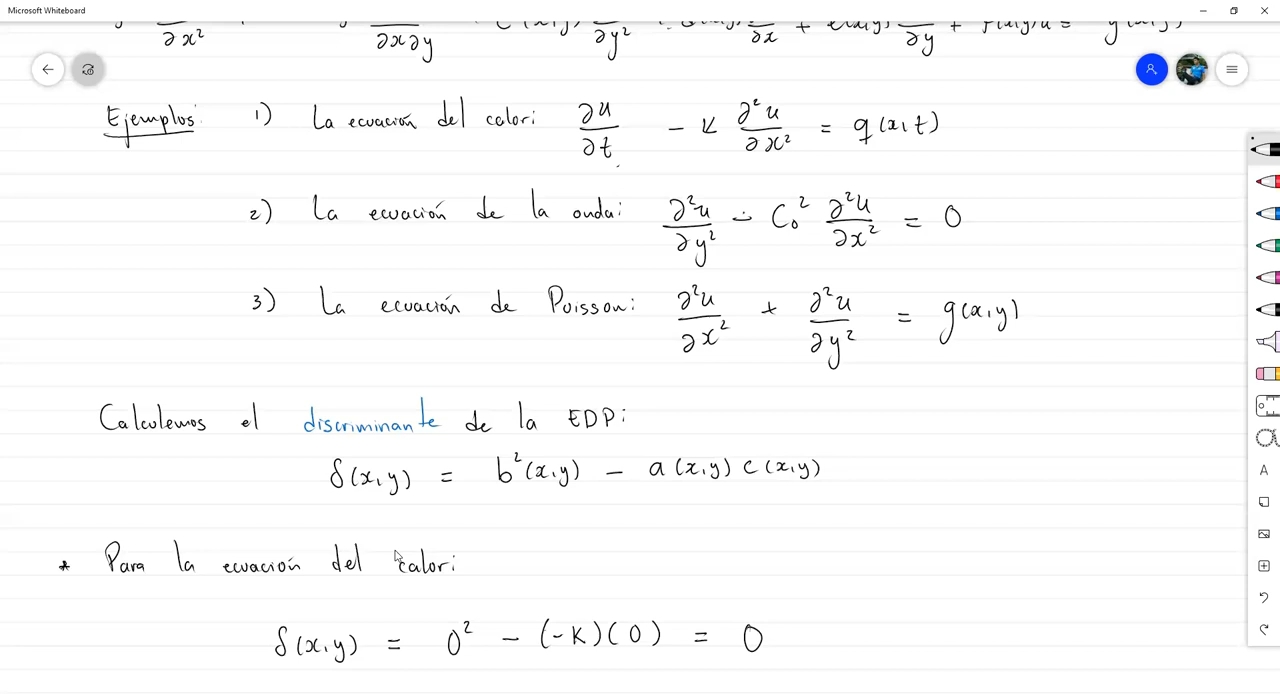 Microsoft Whiteboard
∂x² ∂x∂y ∂y² ∂x ∂y
Ejemplos: 1) La ecuación del calor: ∂u/∂t - K ∂²u/∂x² = q(x,t)
2) La ecuación de la onda: ∂²u/∂y² - C₀² ∂²u/∂x² = 0
3) La ecuación de Poisson: ∂²u/∂x² + ∂²u/∂y² = g(x,y)
Calculemos el discriminante de la EDP:
δ(x,y) = b²(x,y) - a(x,y) c(x,y)
* Para la ecuación del calor:
δ(x,y) = 0² - (-K)(0) = 0